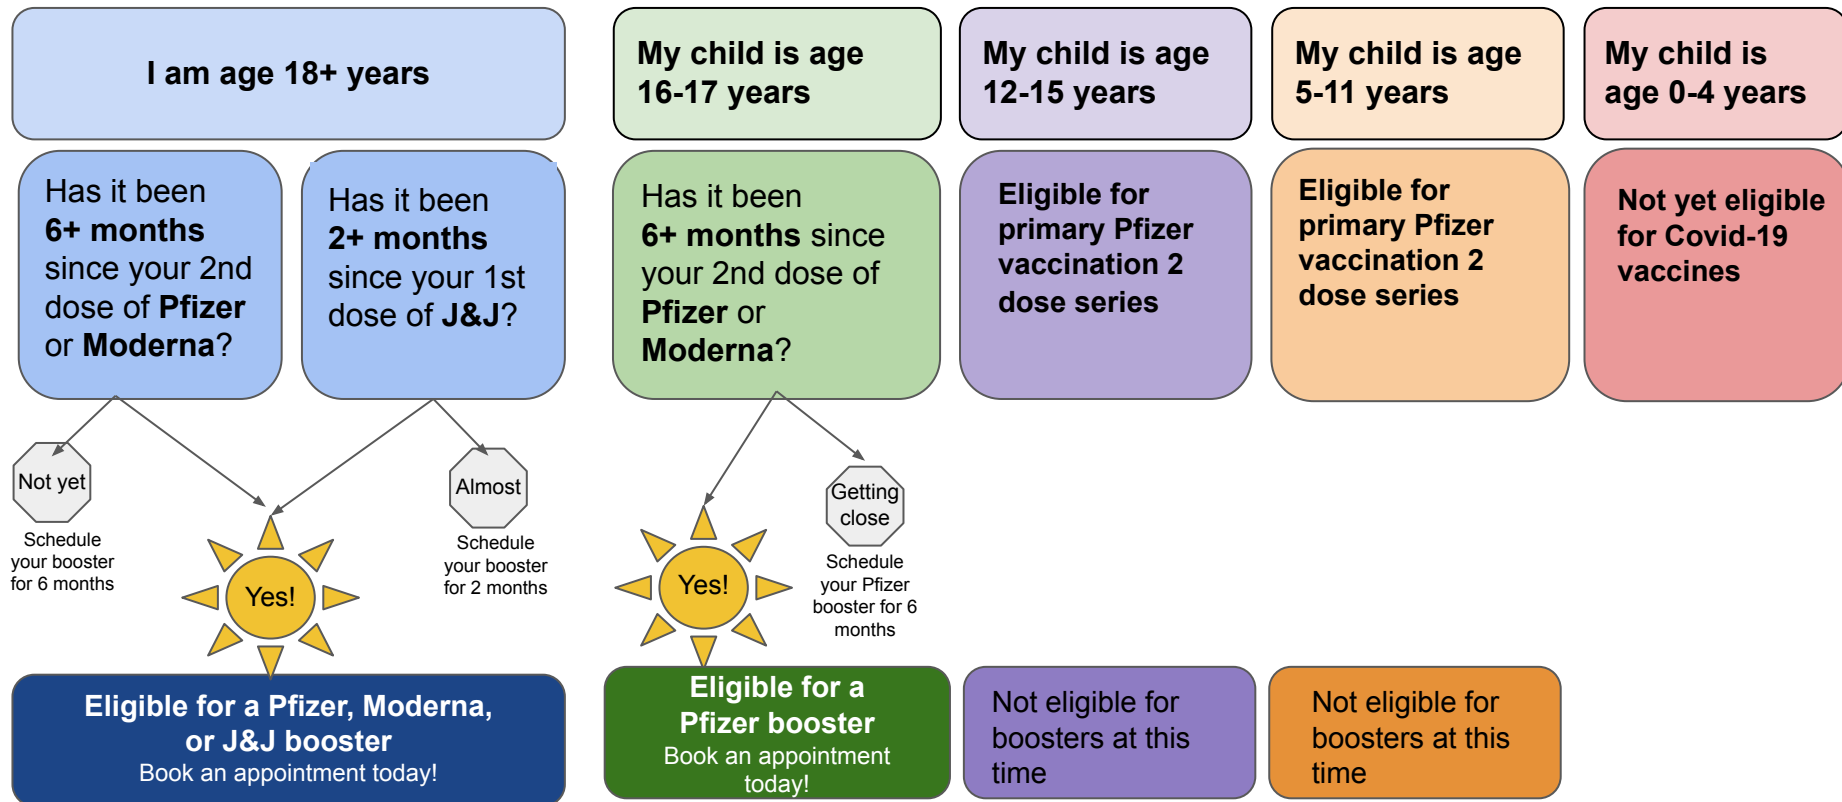 I am age 18+ years
My child is age
16-17 years
My child is age
12-15 years
My child is age
5-11 years
My child is
age 0-4 years
Has it been
6+ months
since your 2nd
dose of Pfizer
or Moderna?
Has it been
2+ months
since your 1st
dose of J&J?
Has it been
6+ months since
your 2nd dose of
Pfizer or
Moderna?
Eligible for
primary Pfizer
vaccination 2
dose series
Eligible for
primary Pfizer
vaccination 2
dose series
Not yet eligible
for Covid-19
vaccines
Not yet
Schedule
your booster
for 6 months
Yes!
Almost
Schedule
your booster
for 2 months
Yes!
Getting
close
Schedule
your Pfizer
booster for 6
months
Eligible for a Pfizer, Moderna,
or J&J booster
Book an appointment today!
Eligible for a
Pfizer booster
Book an appointment
today!
Not eligible for
boosters at this
time
Not eligible for
boosters at this
time